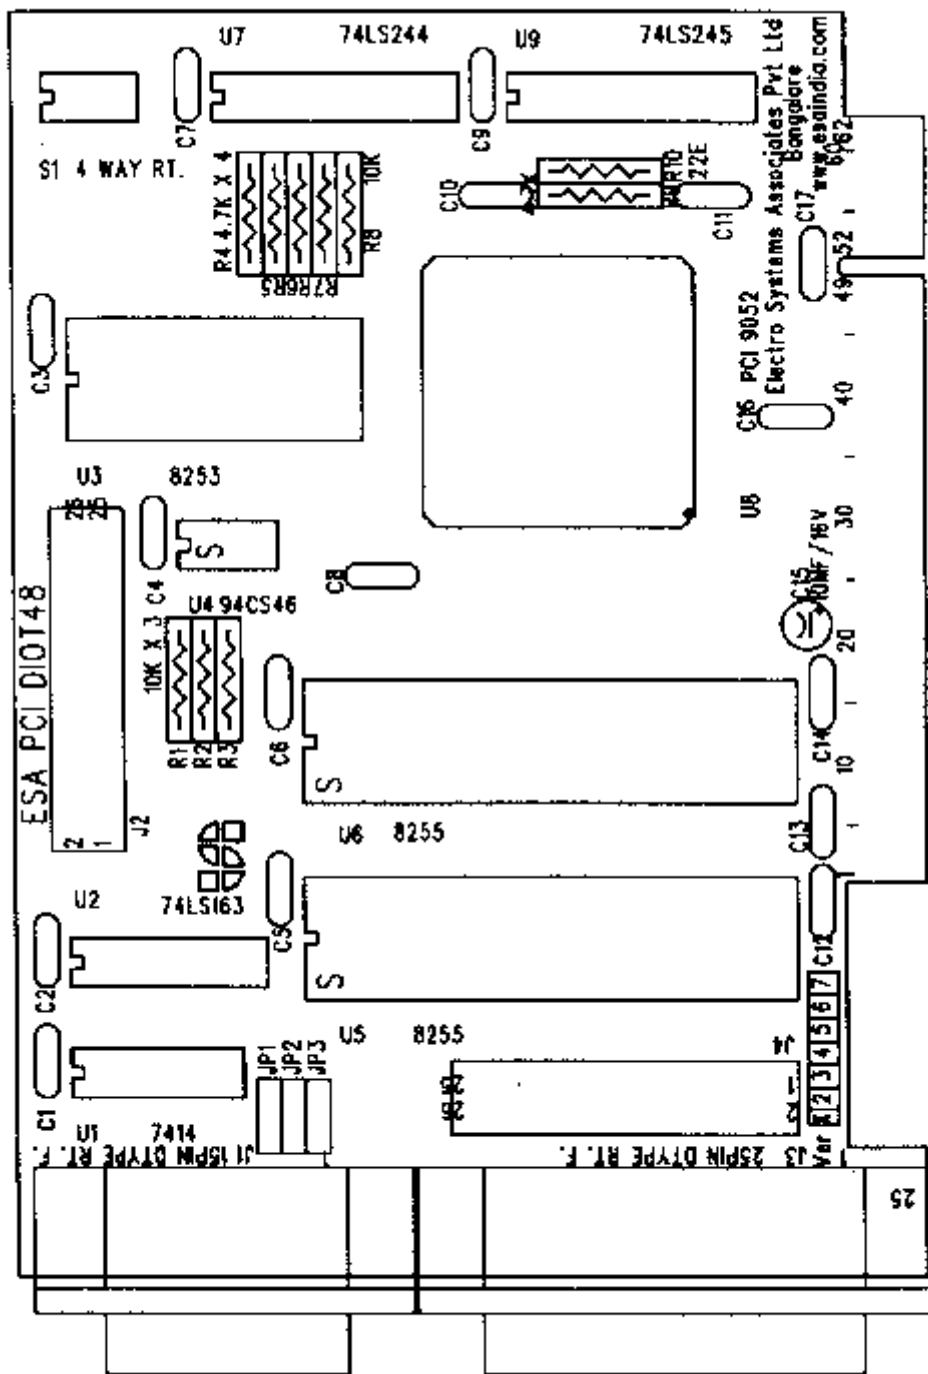 U7
74LS244
U9
74LS245
C7
C9
S1 4 WAY RT.
R4 4.7K X 4
10K
R8
R7R6R5
C10
R10
22E
C11
C17
Electro Systems Associates Pvt Ltd
Bangalore
www.esaindia.com
62
52
49
C3
PCI 9052
C16
40
U3
8253
26
25
C4
S
U8
30
C8
C15
10MF/16V
20
ESA PCI DIOT48
U4 94CS46
10K X 3
R1
R2
R3
C6
S
C14
10
2
1
J2
U6
8255
C13
U2
74LS163
C5
S
C12
C2
U5
8255
J4
C1
JP1
JP2
JP3
U1
7414
1
Ver
2
3
4
5
6
7
J1 15PIN DTYPE RT. F.
J3 25PIN DTYPE RT. F.
25